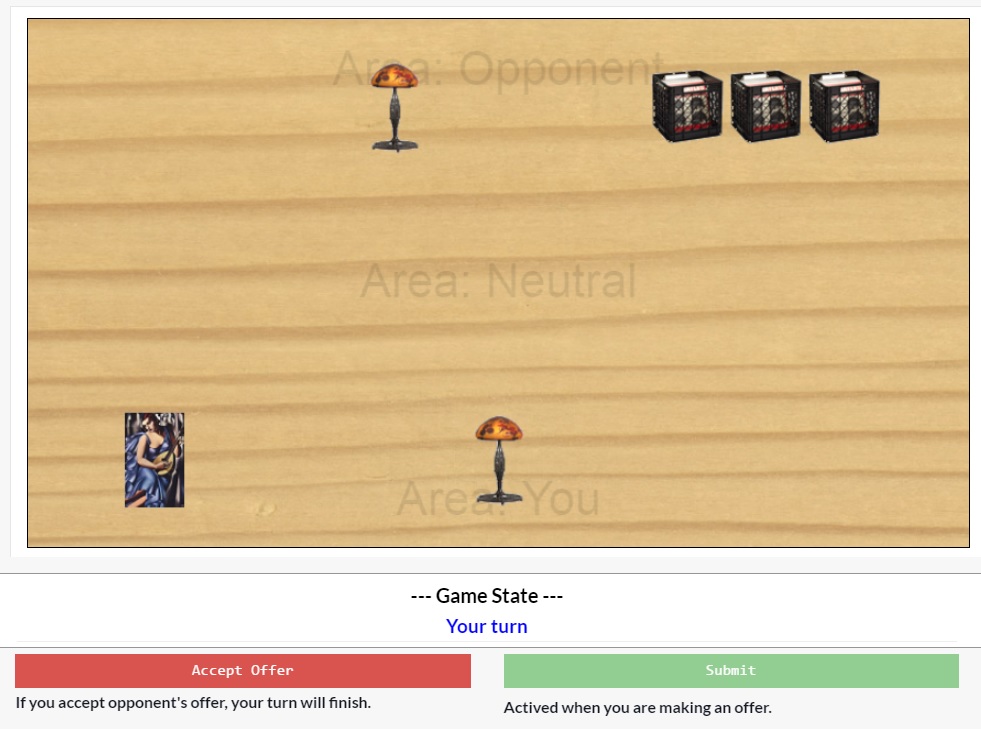 Area: Opponent
Area: Neutral
Area: You
--- Game State ---
Your turn
Accept Offer
Submit
If you accept opponent's offer, your turn will finish.
Actived when you are making an offer.